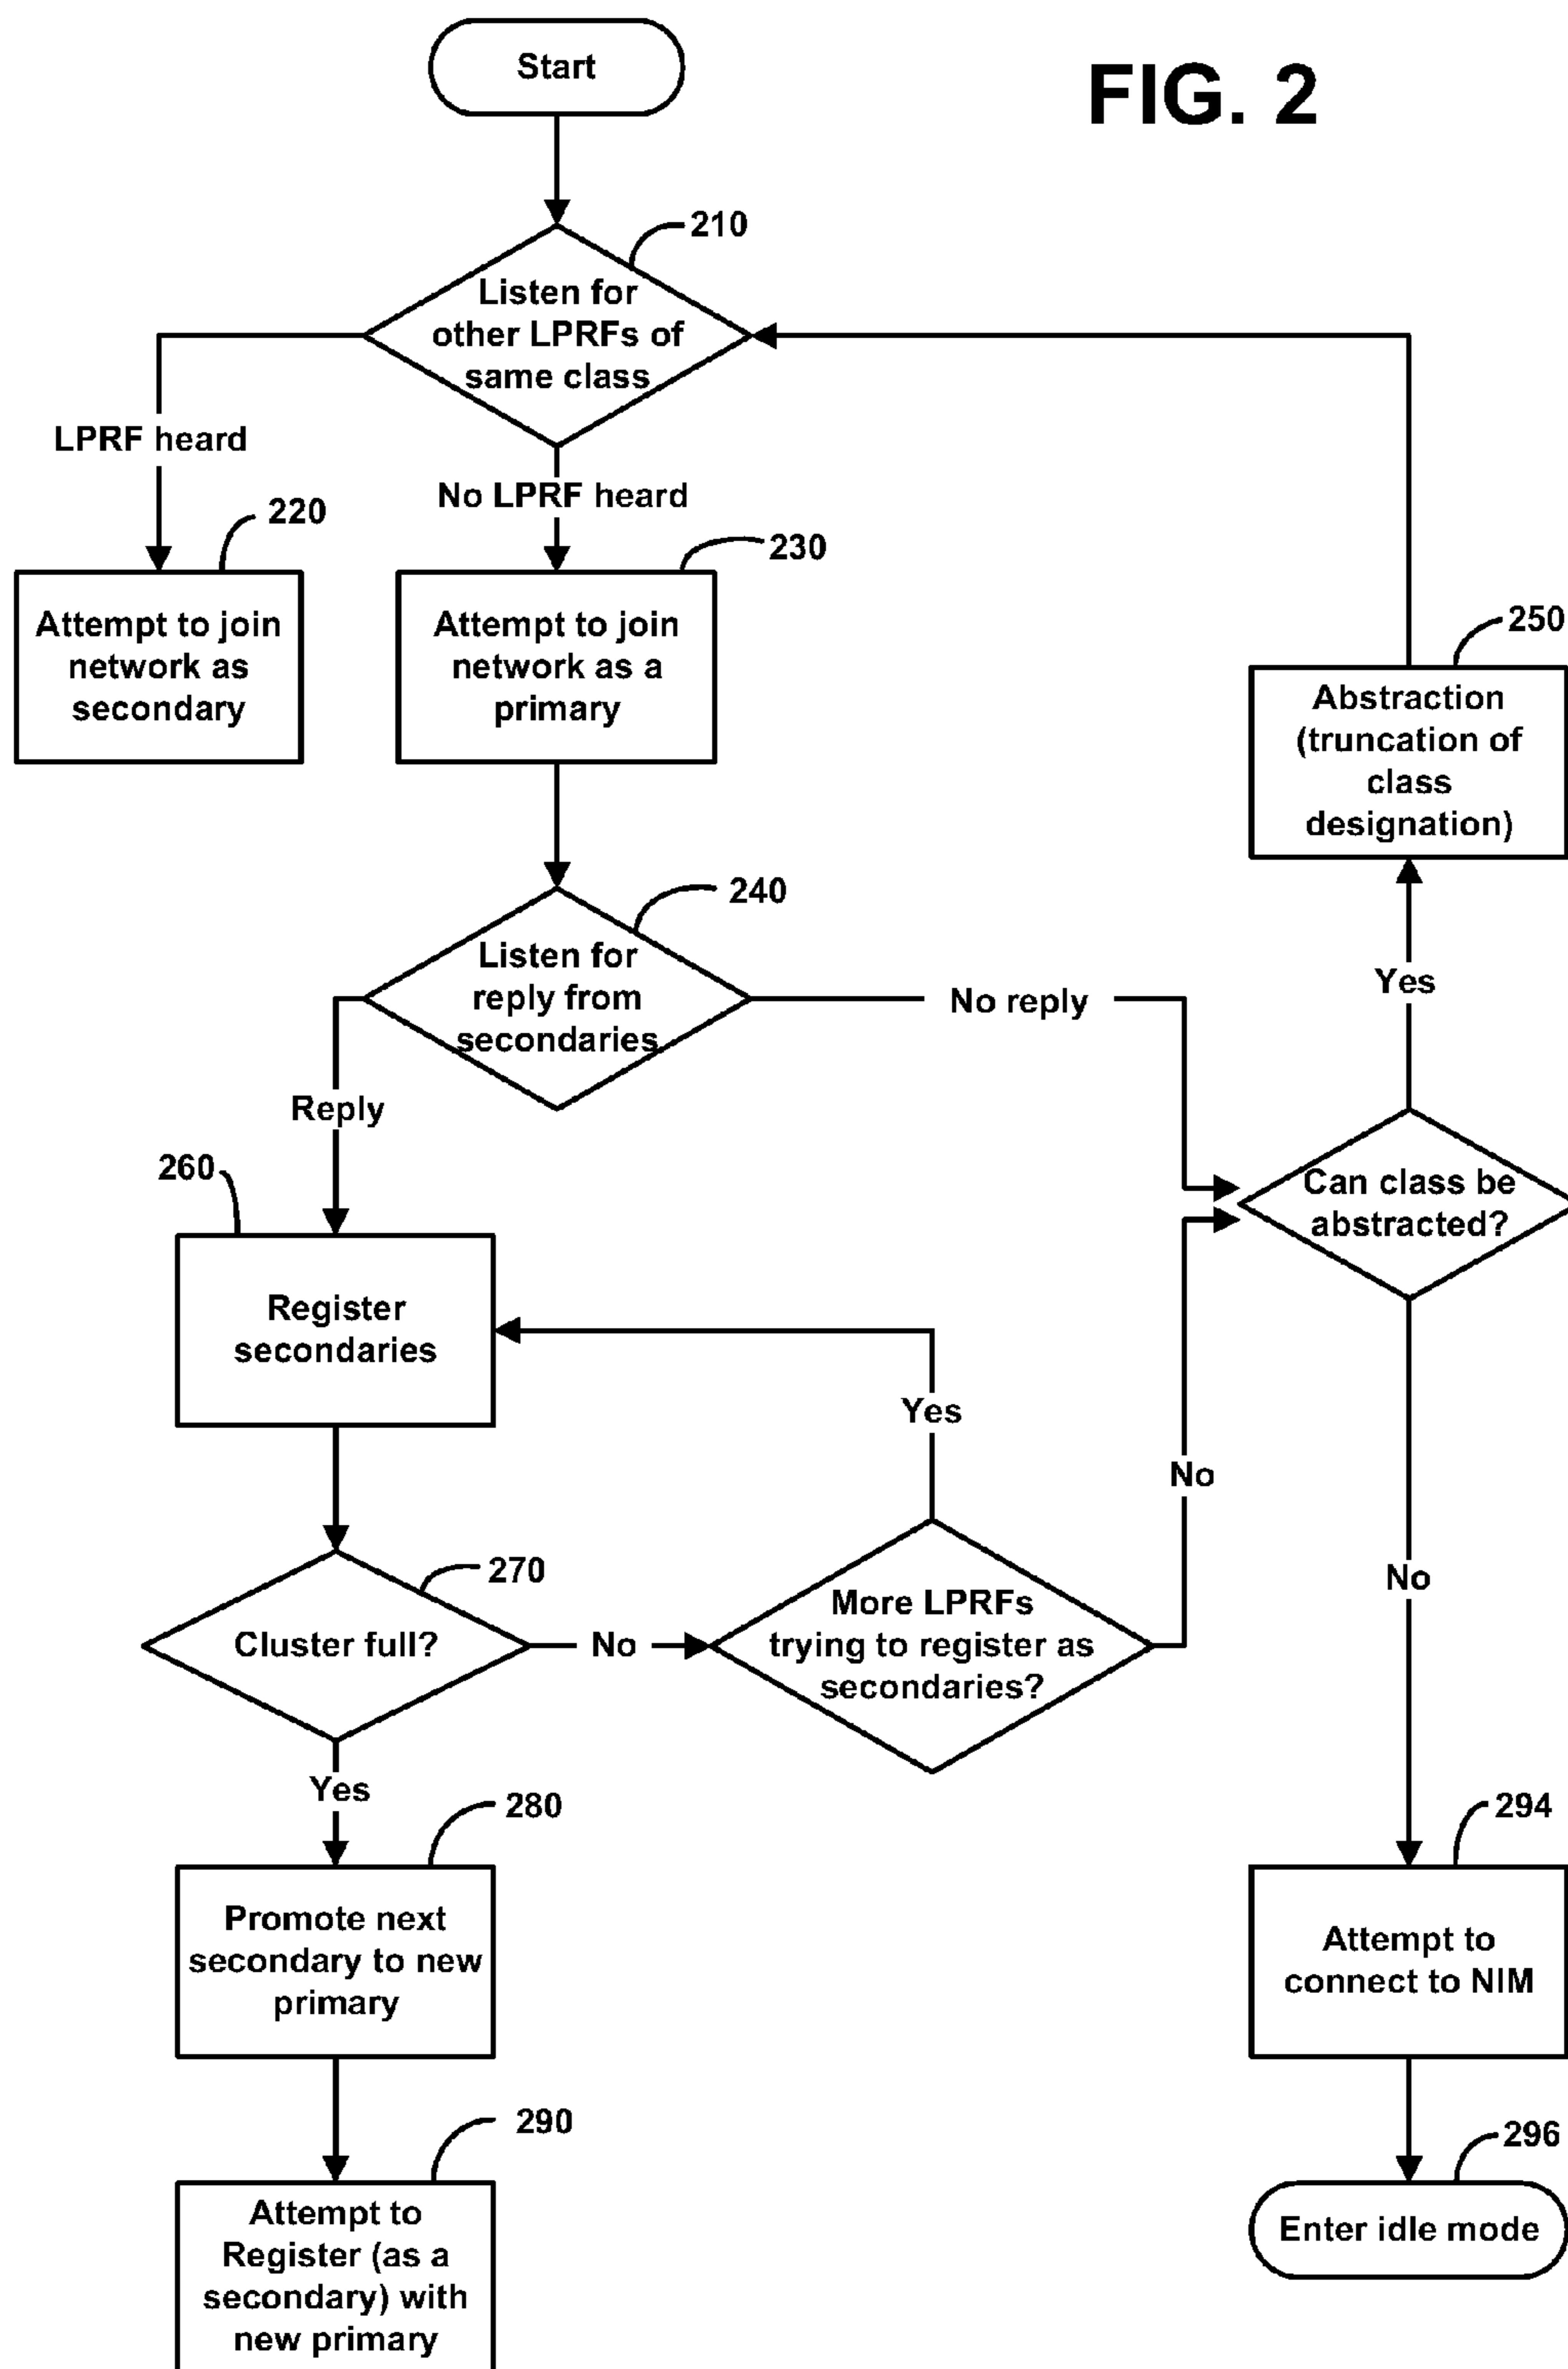 Start
FIG. 2
210
Listen for
other LPRFs of
same class
LPRF heard
No LPRF heard
220
230
Attempt to join
network as
secondary
Attempt to join
network as a
primary
250
Abstraction
(truncation of
class
designation)
240
Listen for
reply from
secondaries
No reply
Yes
Reply
260
Can class be
abstracted?
Register
secondaries
Yes
No
270
Cluster full?
No
More LPRFs
trying to register as
secondaries?
No
Yes
280
294
Promote next
secondary to new
primary
Attempt to
connect to NIM
290
296
Attempt to
Register (as a
secondary) with
new primary
Enter idle mode